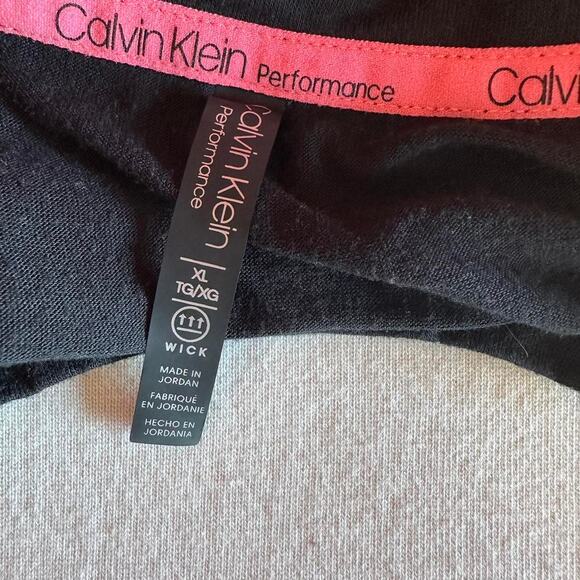 Calvin Klein Performance Calvi
Calvin Klein
Performance
XL
TG/XG
WICK
MADE IN
JORDAN
FABRIQUÉ
EN JORDANIE
HECHO EN
JORDANIA